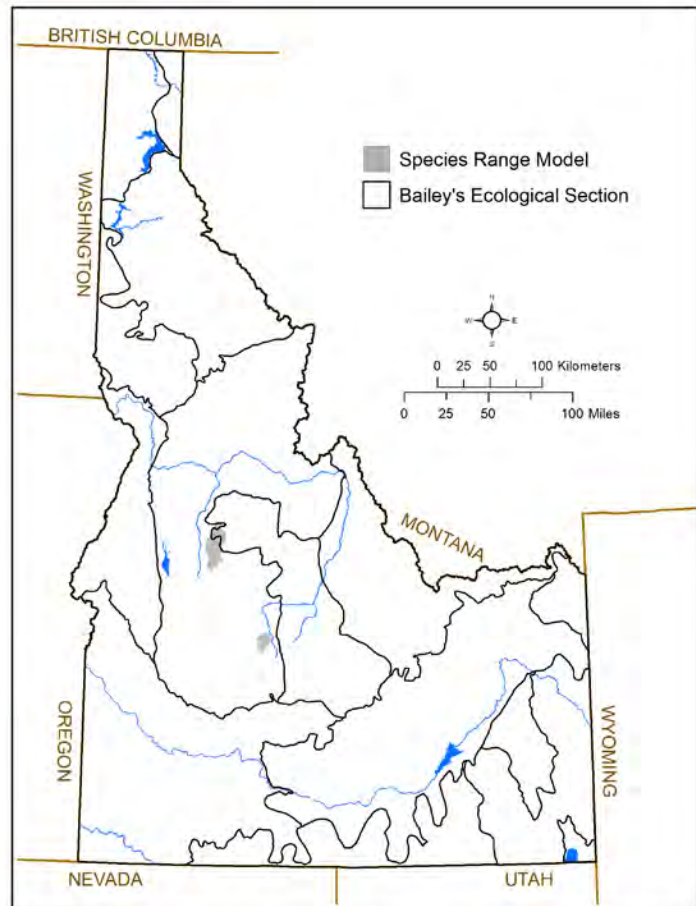 BRITISH COLUMBIA
WASHINGTON
Species Range Model
Bailey's Ecological Section
N
W
E
S
0 25 50 100 Kilometers
0 25 50 100 Miles
MONTANA
OREGON
WYOMING
NEVADA
UTAH